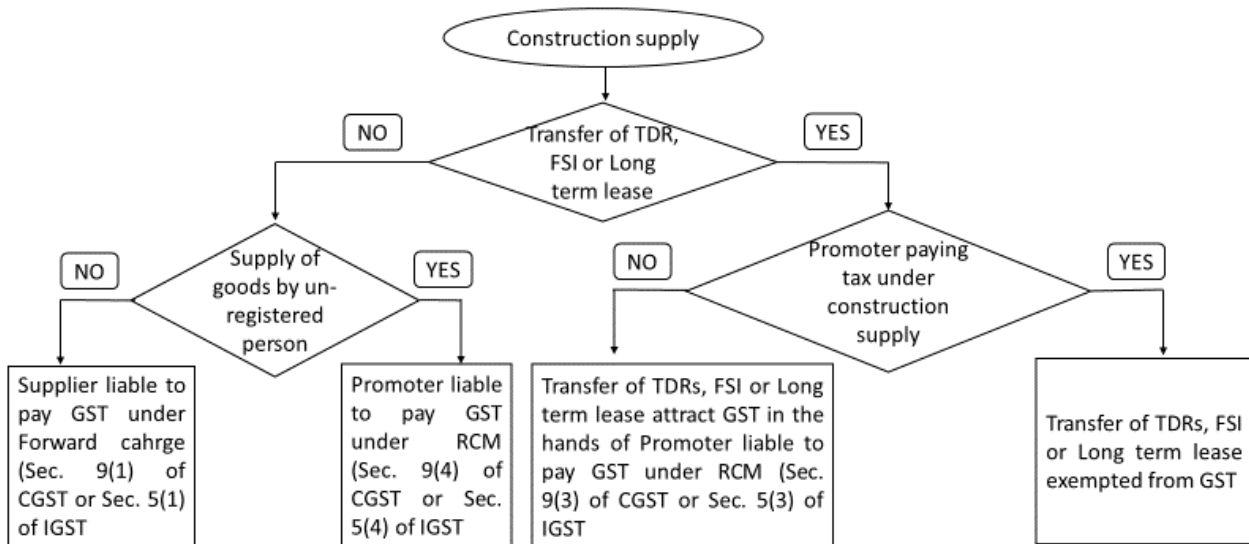 Construction supply
NO
Transfer of TDR,
FSI or Long
term lease
YES
NO
Supply of
goods by un-
registered
person
YES
NO
Promoter paying
tax under
construction
supply
YES
Supplier liable to
pay GST under
Forward cahrge
(Sec. 9(1) of
CGST or Sec. 5(1)
of IGST
Promoter liable
to pay GST
under RCM
(Sec. 9(4) of
CGST or Sec.
5(4) of IGST
Transfer of TDRs, FSI or Long
term lease attract GST in the
hands of Promoter liable to
pay GST under RCM (Sec.
9(3) of CGST or Sec. 5(3) of
IGST
Transfer of TDRs, FSI
or Long term lease
exempted from GST